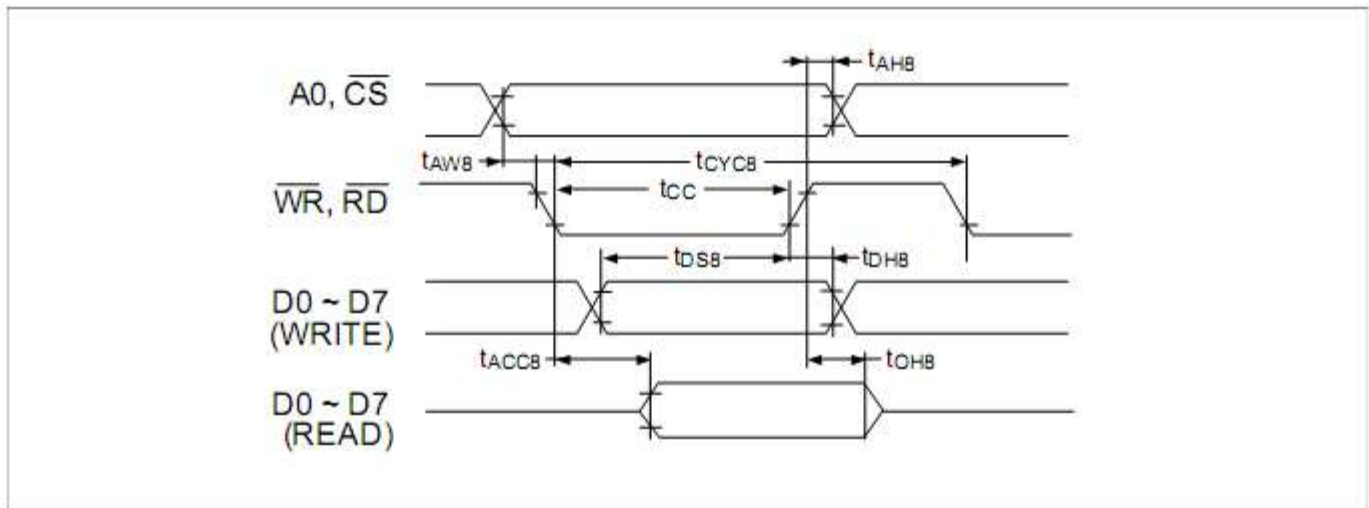 tAH8
A0, CS
tAW8 tCYC8
WR, RD tCC
tDS8 tDH8
D0 ~ D7
(WRITE)
tACC8 tOH8
D0 ~ D7
(READ)